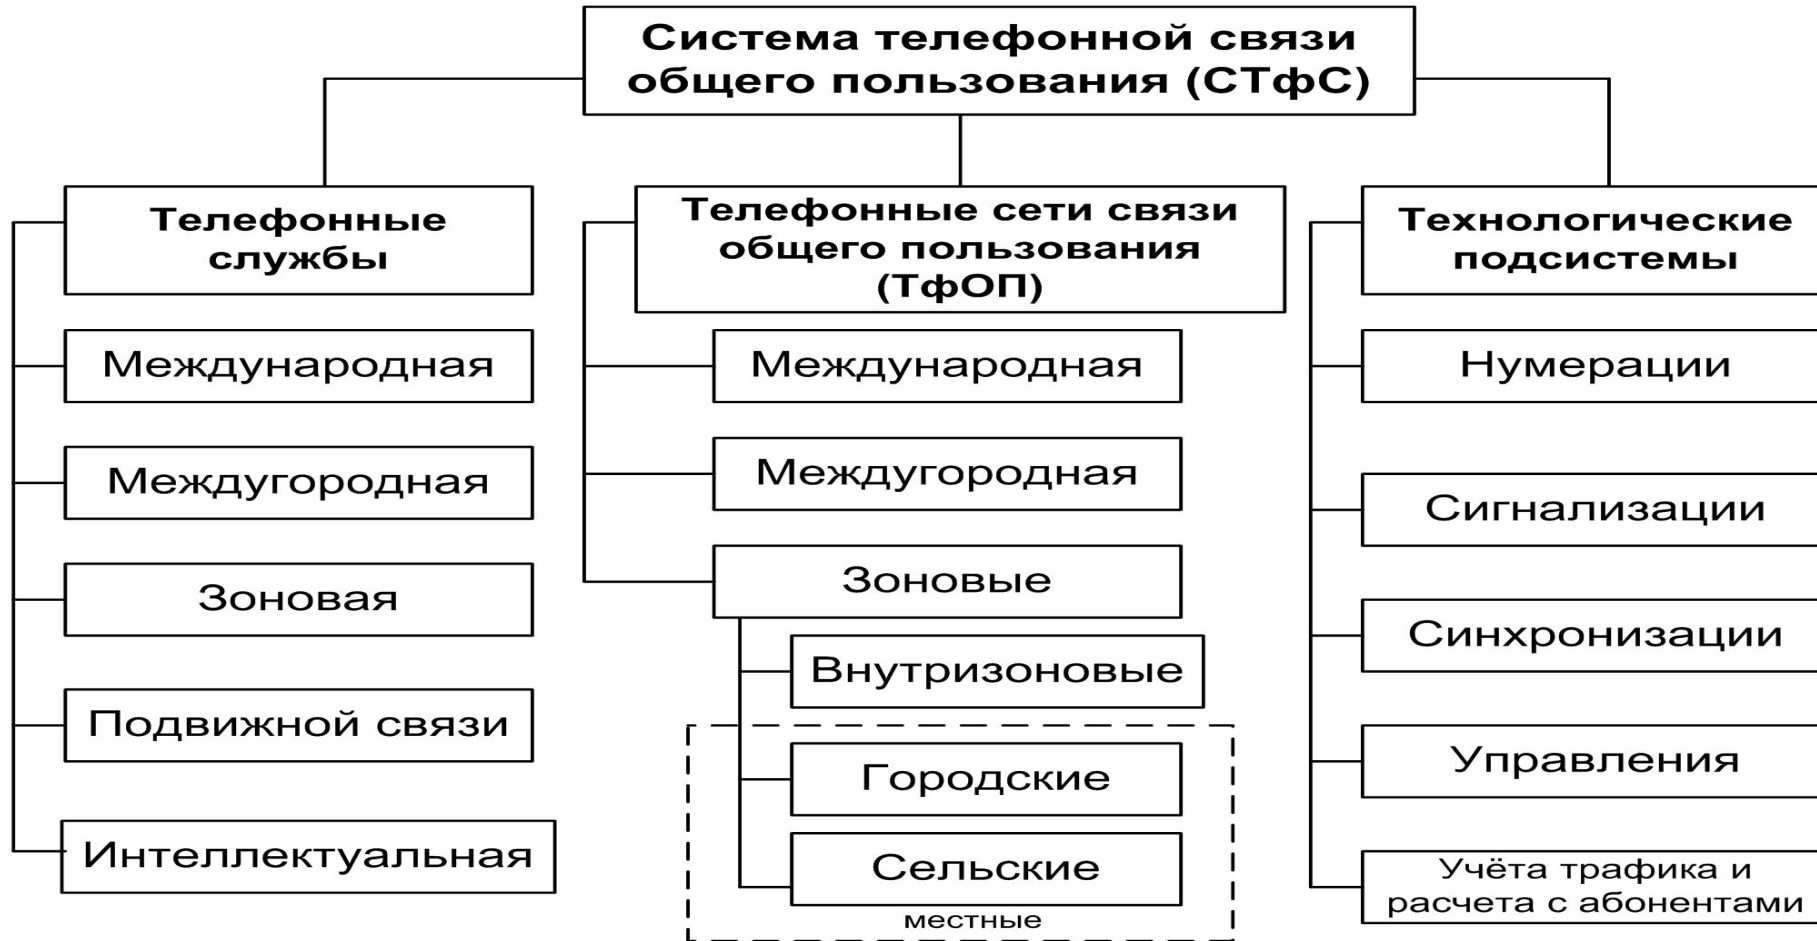 Система телефонной связи
общего пользования (СТфС)
Телефонные
службы
Международная
Междугородная
Зоновая
Подвижной связи
Интеллектуальная
Телефонные сети связи
общего пользования
(ТфОП)
Международная
Междугородная
Зоновые
Внутризоновые
Городские
Сельские
местные
Технологические
подсистемы
Нумерации
Сигнализации
Синхронизации
Управления
Учёта трафика и
расчета с абонентами